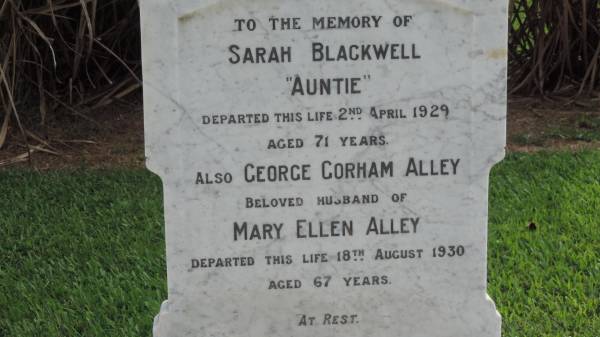 TO THE MEMORY OF
SARAH BLACKWELL
"AUNTIE"
DEPARTED THIS LIFE 2ND APRIL 1929
AGED 71 YEARS.
ALSO GEORGE GORHAM ALLEY
BELOVED HUSBAND OF
MARY ELLEN ALLEY
DEPARTED THIS LIFE 18TH AUGUST 1930
AGED 67 YEARS.
AT REST.